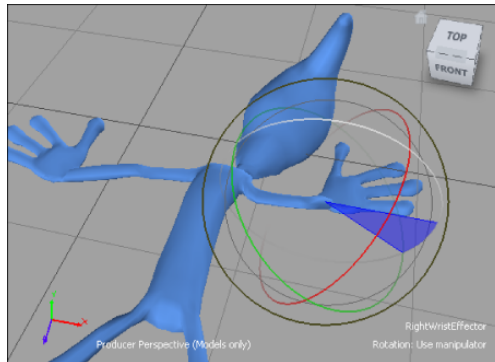 TOP
FRONT
RightWristEffector
Producer Perspective (Models only)
Rotation: Use manipulator